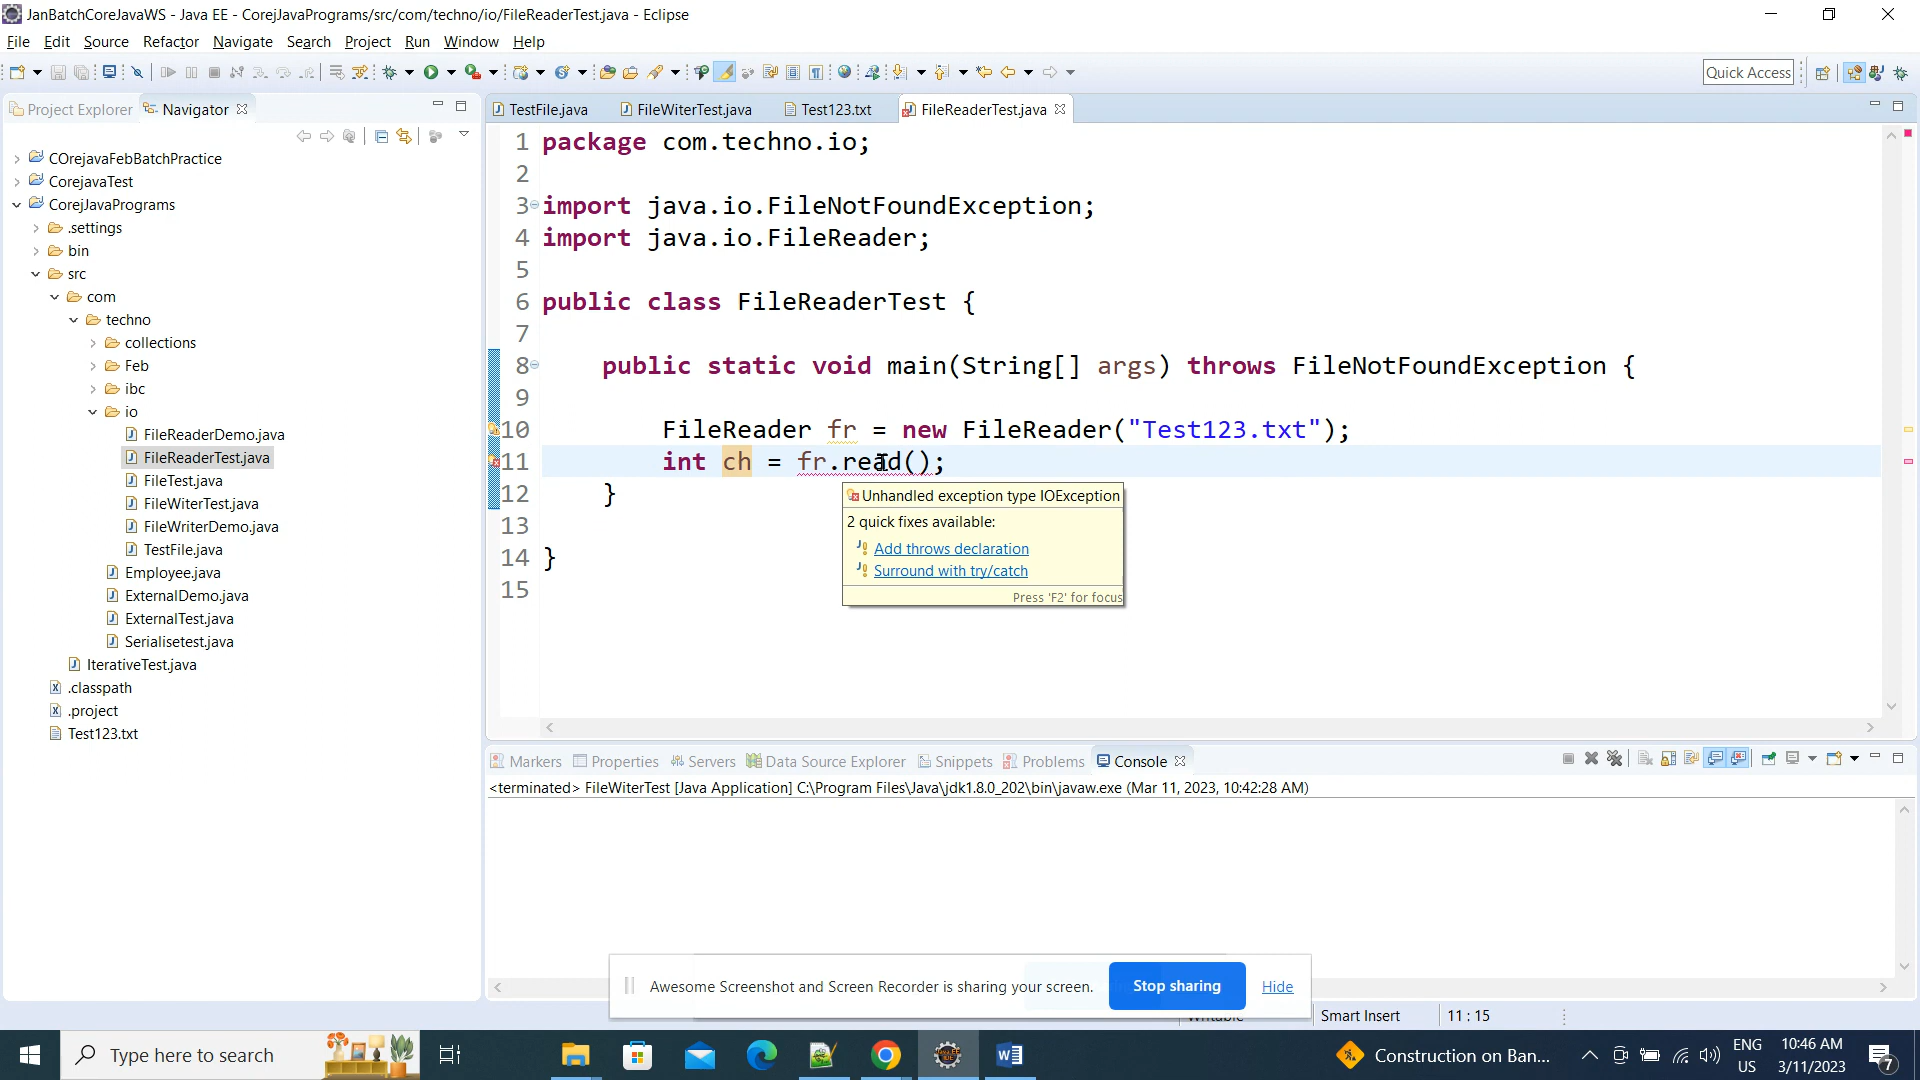 JanBatchCoreJavaWS - Java EE - CorejJavaPrograms/src/com/techno/io/FileReaderTest.java - Eclipse
File Edit Source Refactor Navigate Search Project Run Window Help
Quick Access
Project Explorer Navigator
TestFile.java FileWiterTest.java Test123.txt FileReaderTest.java
COrejavaFebBatchPractice
CorejavaTest
CorejJavaPrograms
.settings
bin
src
com
techno
collections
Feb
ibc
io
FileReaderDemo.java
FileReaderTest.java
FileTest.java
FileWiterTest.java
FileWriterDemo.java
TestFile.java
Employee.java
ExternalDemo.java
ExternalTest.java
Serialisetest.java
IterativeTest.java
.classpath
.project
Test123.txt
1 package com.techno.io;
2
3 import java.io.FileNotFoundException;
4 import java.io.FileReader;
5
6 public class FileReaderTest {
7
8 public static void main(String[] args) throws FileNotFoundException {
9
10 FileReader fr = new FileReader("Test123.txt");
11 int ch = fr.read();
12 }
13
14 }
15
Unhandled exception type IOException
2 quick fixes available:
Add throws declaration
Surround with try/catch
Press 'F2' for focus
Markers Properties Servers Data Source Explorer Snippets Problems Console
<terminated> FileWiterTest [Java Application] C:\Program Files\Java\jdk1.8.0_202\bin\javaw.exe (Mar 11, 2023, 10:42:28 AM)
Awesome Screenshot and Screen Recorder is sharing your screen. Stop sharing Hide
Writable Smart Insert 11 : 15
Type here to search
Construction on Ban...
ENG
US
10:46 AM
3/11/2023
7